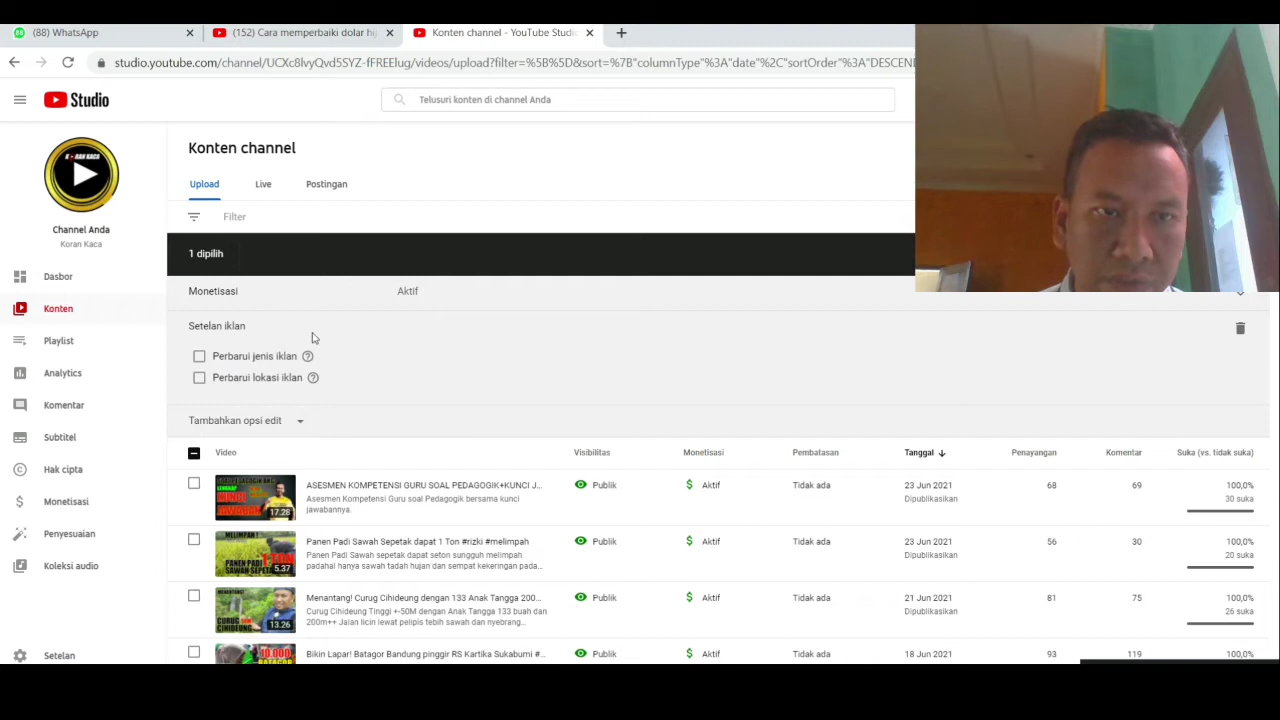 (88) WhatsApp
(152) Cara memperbaiki dolar hij
Konten channel - YouTube Studio
studio.youtube.com/channel/UCXc8lvyQvd5SYZ-fFREElug/videos/upload?filter=%5B%5D&sort=%7B"columnType"%3A"date"%2C"sortOrder"%3A"DESCEND
Studio
Telusuri konten di channel Anda
Channel Anda
Koran Kaca
Dasbor
Konten
Playlist
Analytics
Komentar
Subtitel
Hak cipta
Monetisasi
Penyesuaian
Koleksi audio
Setelan
Konten channel
Upload Live Postingan
Filter
1 dipilih
Monetisasi Aktif
Setelan iklan
Perbarui jenis iklan
Perbarui lokasi iklan
Tambahkan opsi edit
Video Visibilitas Monetisasi Pembatasan Tanggal Penayangan Komentar Suka (vs. tidak suka)
17.28
ASESMEN KOMPETENSI GURU SOAL PEDAGOGIK+KUNCI J...
Asesmen Kompetensi Guru soal Pedagogik bersama kunci
jawabannya.
Publik Aktif Tidak ada 23 Jun 2021 68 69 100,0%
Dipublikasikan 30 suka
PANEN PADI
5.37
Panen Padi Sawah Sepetak dapat 1 Ton #rizki #melimpah
Panen Padi Sawah Sepetak dapat seton sungguh melimpah
padahal hanya sawah tadah hujan dan sempat kekeringan pada...
Publik Aktif Tidak ada 23 Jun 2021 56 30 100,0%
Dipublikasikan 20 suka
13.26
Menantang! Curug Cihideung dengan 133 Anak Tangga 200...
Curug Cihideung Tinggi +-50M dengan Anak Tangga 133 buah dan
200m++ Jalan licin lewat pelipis tebih sawah dan nyebrang...
Publik Aktif Tidak ada 21 Jun 2021 81 75 100,0%
Dipublikasikan 26 suka
10.000
Bikin Lapar! Batagor Bandung pinggir RS Kartika Sukabumi #...
Publik Aktif Tidak ada 18 Jun 2021 93 119 100,0%